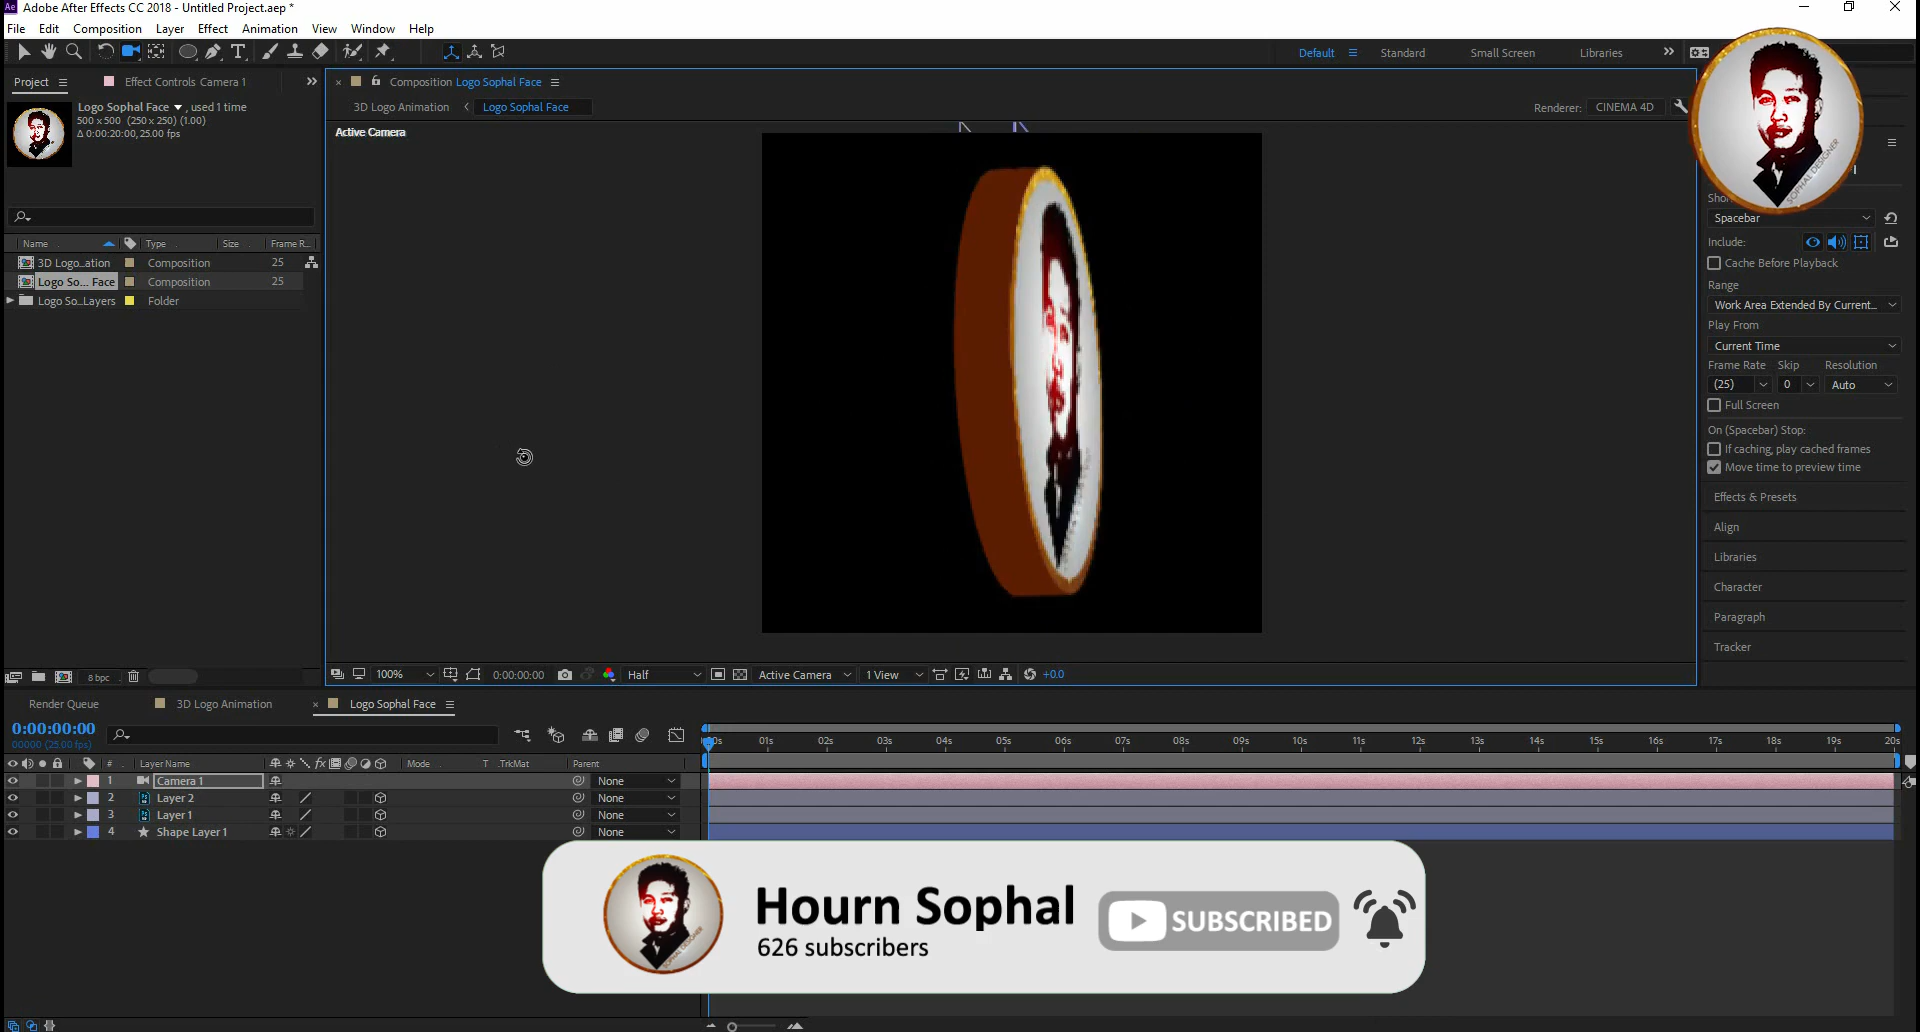 Adobe After Effects CC 2018 - Untitled Project.aep *
File Edit Composition Layer Effect Animation View Window Help
Default Standard Small Screen Libraries
Project Effect Controls Camera 1
Composition Logo Sophal Face
Logo Sophal Face , used 1 time
500 x 500 (250 x 250) (1.00)
Δ 0:00:20:00, 25.00 fps
3D Logo Animation Logo Sophal Face
Renderer: CINEMA 4D
Active Camera
SOPHAL DESIGNER
Name Type Size Frame R...
3D Logo...ation Composition 25
Logo So... Face Composition 25
Logo So...Layers Folder
Spacebar
Include:
Cache Before Playback
Range
Work Area Extended By Current...
Play From
Current Time
Frame Rate Skip Resolution
(25) 0 Auto
Full Screen
On (Spacebar) Stop:
If caching, play cached frames
Move time to preview time
Effects & Presets
Align
Libraries
Character
Paragraph
Tracker
8 bpc
100% 0:00:00:00 Half Active Camera 1 View +0.0
Render Queue 3D Logo Animation Logo Sophal Face
0:00:00:00
00000 (25.00 fps)
01s 02s 03s 04s 05s 06s 07s 08s 09s 10s 11s 12s 13s 14s 15s 16s 17s 18s 19s 20s
# Layer Name Mode T .TrkMat Parent
1 Camera 1 None
2 Layer 2 None
3 Layer 1 None
4 Shape Layer 1 None
Hourn Sophal
626 subscribers
SUBSCRIBED